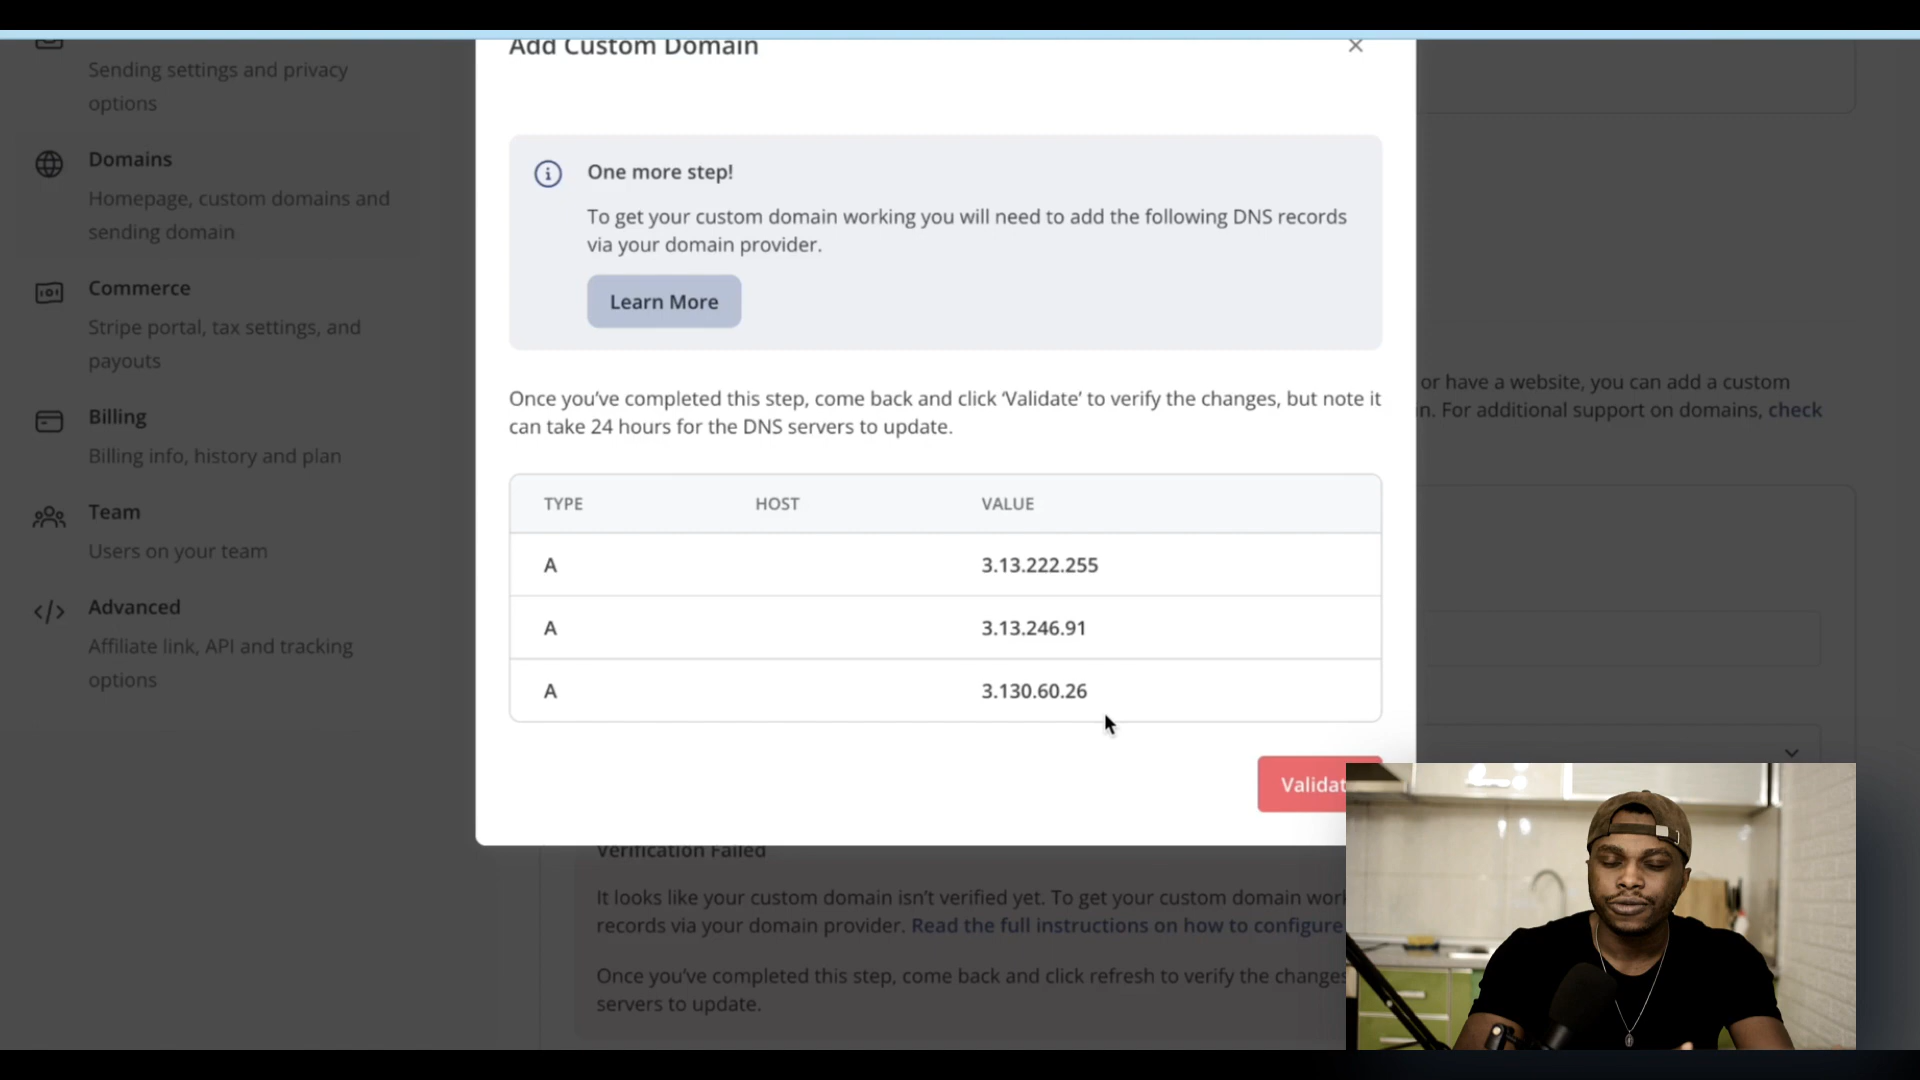 Add Custom Domain
Sending settings and privacy
options
Domains
Homepage, custom domains and
sending domain
Commerce
Stripe portal, tax settings, and
payouts
Billing
Billing info, history and plan
Team
Users on your team
Advanced
Affiliate link, API and tracking
options
One more step!
To get your custom domain working you will need to add the following DNS records
via your domain provider.
Learn More
Once you've completed this step, come back and click ‘Validate’ to verify the changes, but note it
can take 24 hours for the DNS servers to update.
TYPE HOST VALUE
A 3.13.222.255
A 3.13.246.91
A 3.130.60.26
Validat
or have a website, you can add a custom
n. For additional support on domains, check
Verification Failed
It looks like your custom domain isn't verified yet. To get your custom domain wor
records via your domain provider. Read the full instructions on how to configure
Once you've completed this step, come back and click refresh to verify the changes
servers to update.